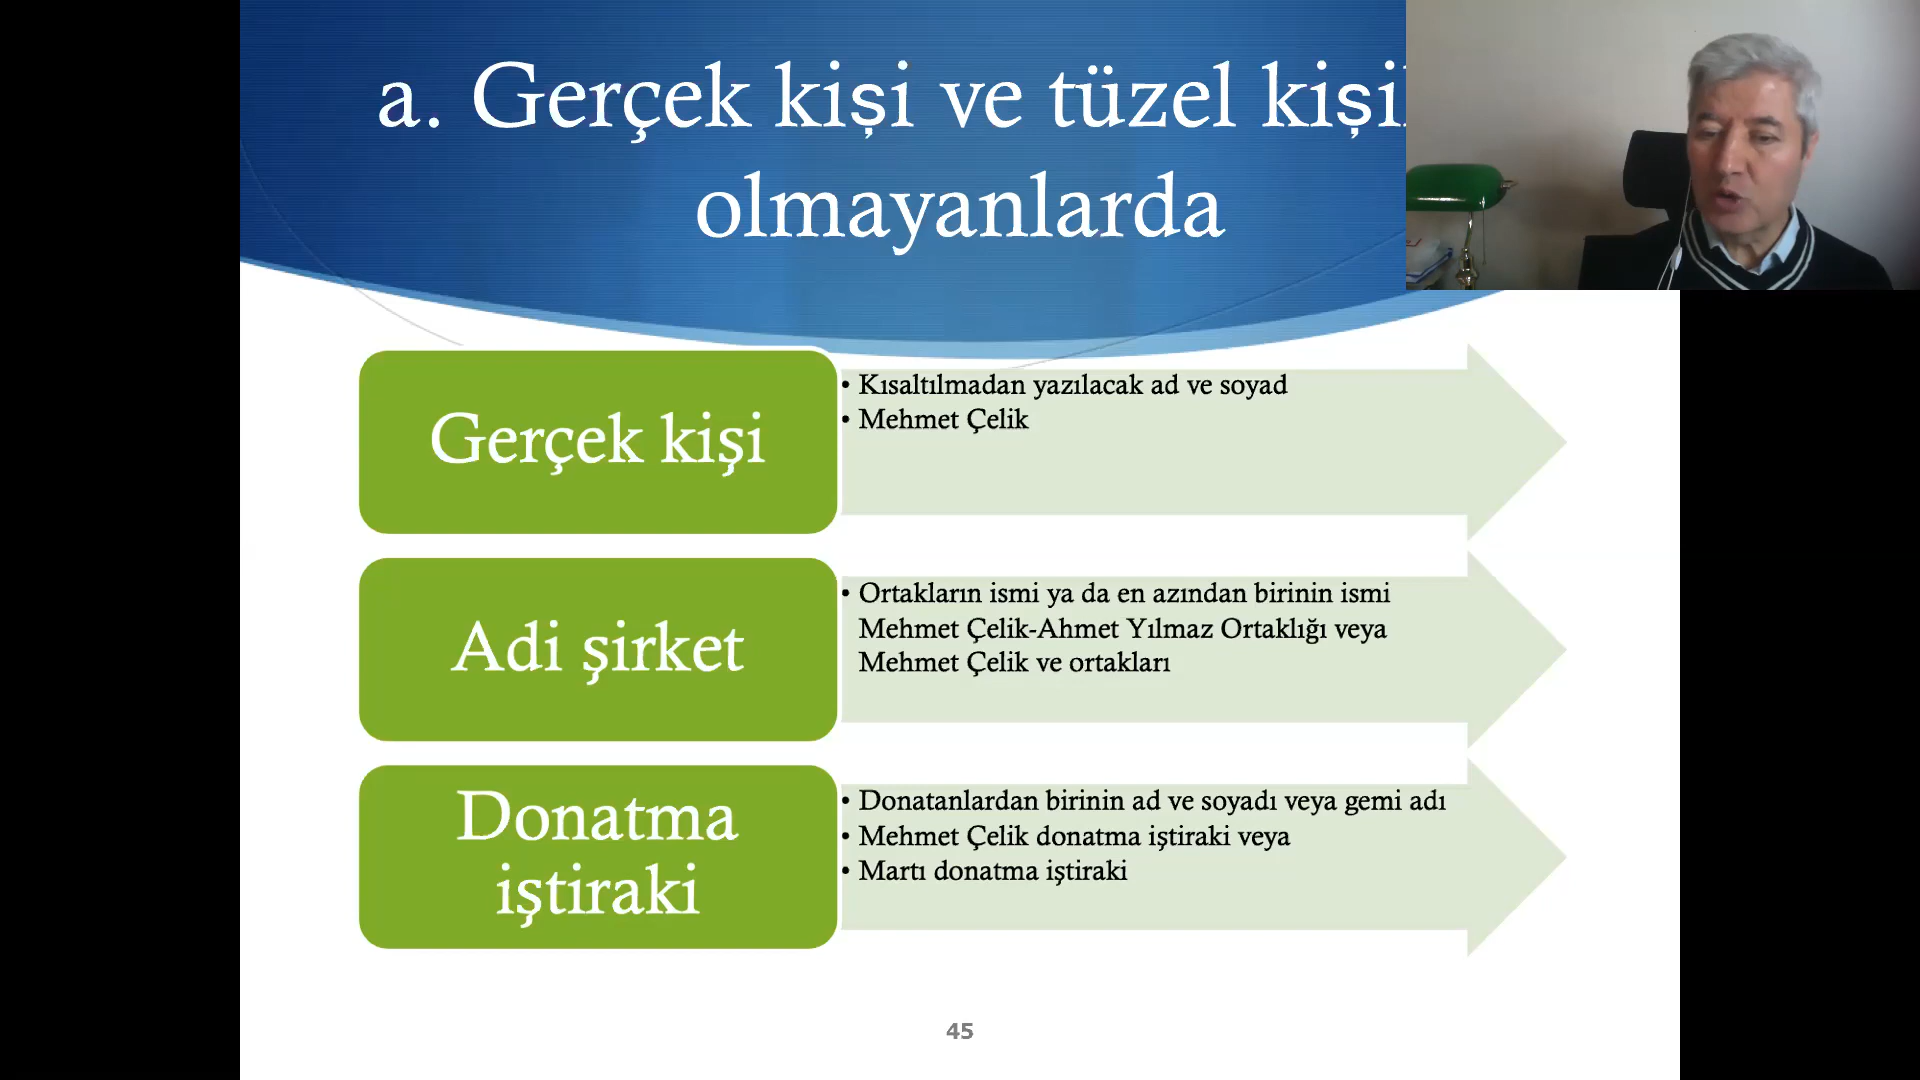 a. Gerçek kişi ve tüzel
olmayanlarda
Gerçek kişi
• Kısaltılmadan yazılacak ad ve soyad
• Mehmet Çelik
Adi şirket
• Ortakların ismi ya da en azından birinin ismi
Mehmet Çelik-Ahmet Yılmaz Ortaklığı veya
Mehmet Çelik ve ortakları
Donatma
iştiraki
• Donatanlardan birinin ad ve soyadı veya gemi adı
• Mehmet Çelik donatma iştiraki veya
• Martı donatma iştiraki
45